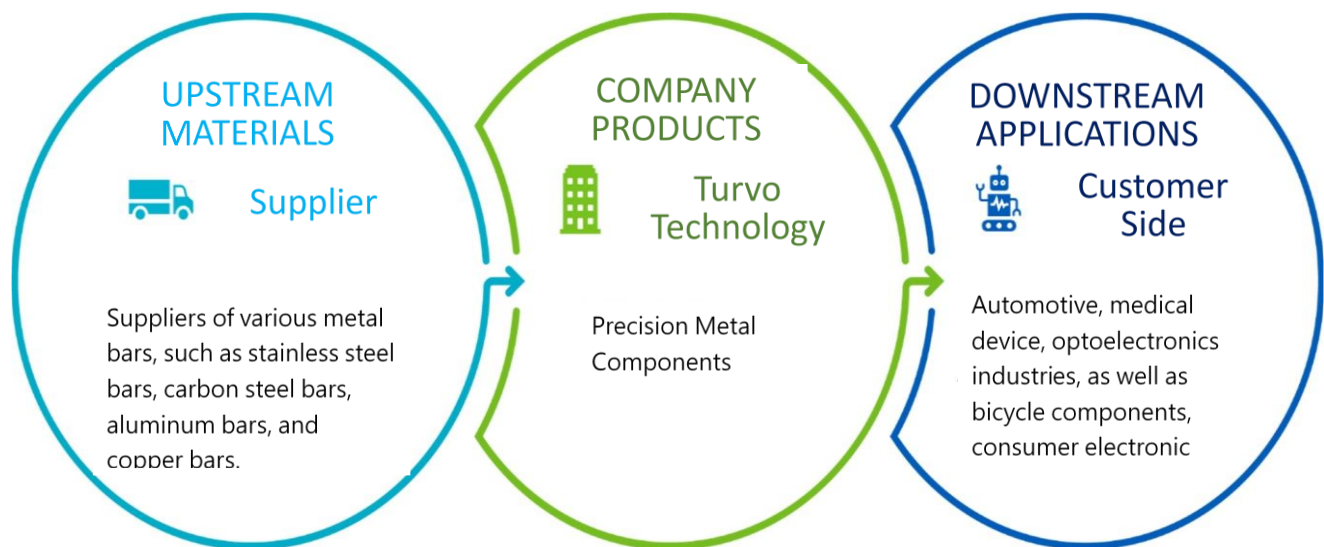 UPSTREAM
MATERIALS
Supplier
Suppliers of various metal
bars, such as stainless steel
bars, carbon steel bars,
aluminum bars, and
copper bars.
COMPANY
PRODUCTS
Turvo
Technology
Precision Metal
Components
DOWNSTREAM
APPLICATIONS
Customer
Side
Automotive, medical
device, optoelectronics
industries, as well as
bicycle components,
consumer electronic